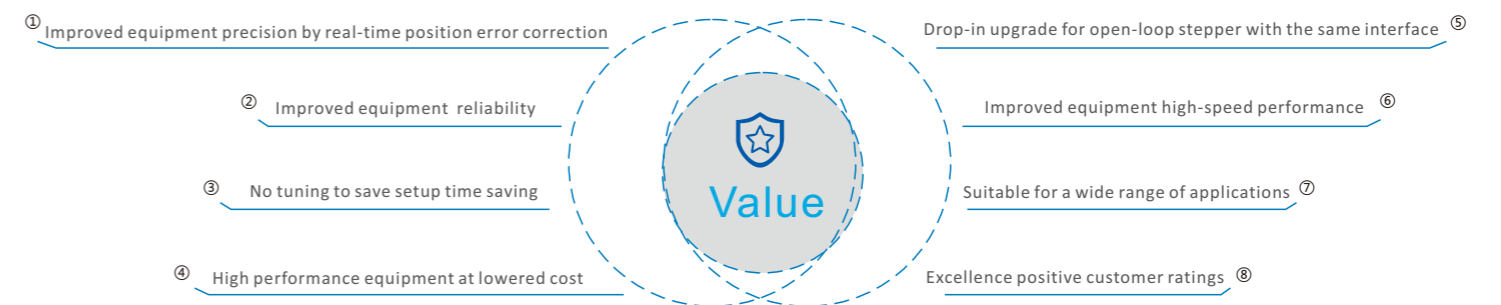 ① Improved equipment precision by real-time position error correction
② Improved equipment reliability
③ No tuning to save setup time saving
④ High performance equipment at lowered cost
Value
Drop-in upgrade for open-loop stepper with the same interface ⑤
Improved equipment high-speed performance ⑥
Suitable for a wide range of applications ⑦
Excellence positive customer ratings ⑧